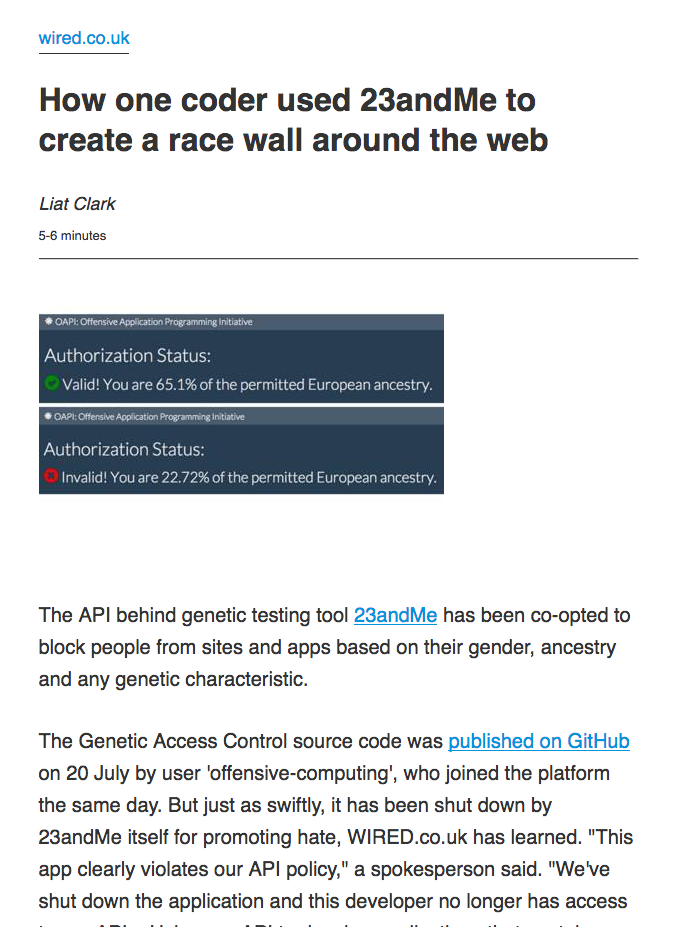 wired.co.uk
How one coder used 23andMe to
create a race wall around the web
Liat Clark
5-6 minutes
OAPI: Offensive Application Programming Initiative
Authorization Status:
Valid! You are 65.1% of the permitted European ancestry.
OAPI: Offensive Application Programming Initiative
Authorization Status:
Invalid! You are 22.72% of the permitted European ancestry.
The API behind genetic testing tool 23andMe has been co-opted to
block people from sites and apps based on their gender, ancestry
and any genetic characteristic.
The Genetic Access Control source code was published on GitHub
on 20 July by user 'offensive-computing', who joined the platform
the same day. But just as swiftly, it has been shut down by
23andMe itself for promoting hate, WIRED.co.uk has learned. "This
app clearly violates our API policy," a spokesperson said. "We've
shut down the application and this developer no longer has access